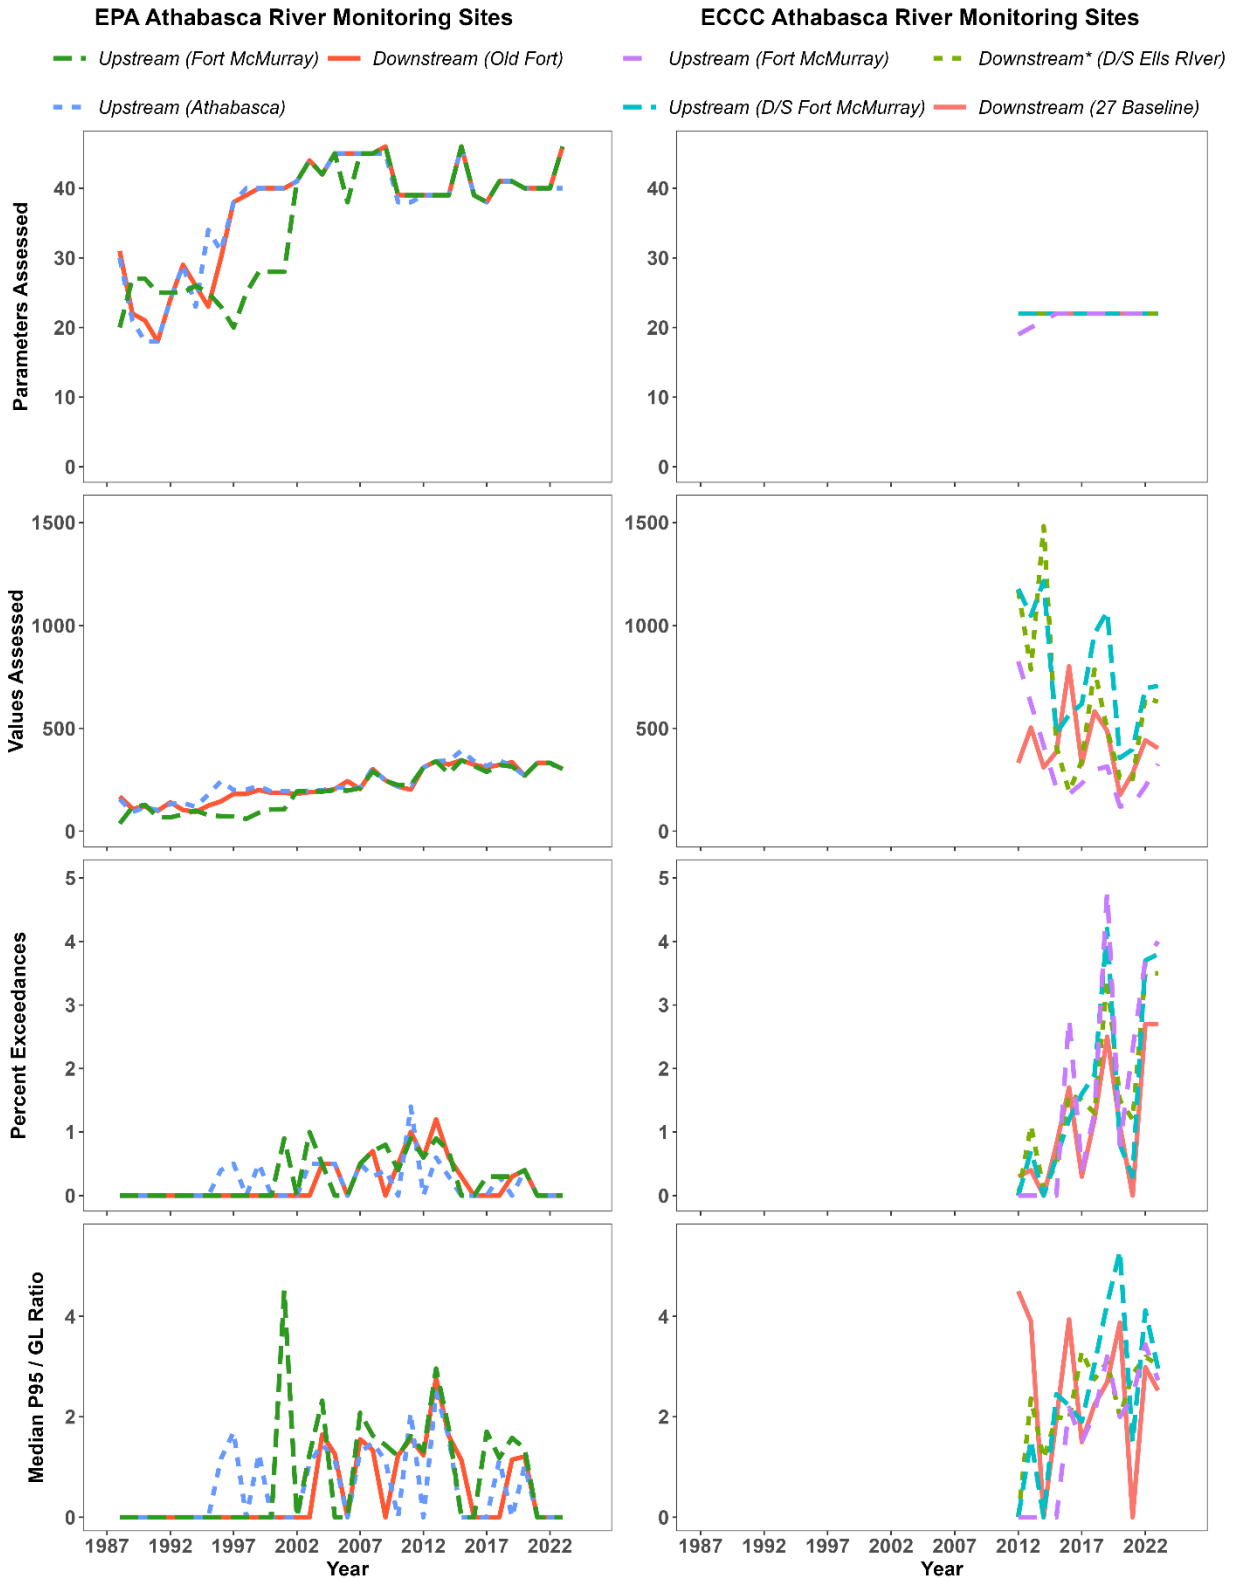 EPA Athabasca River Monitoring Sites
Upstream (Fort McMurray)
Downstream (Old Fort)
Upstream (Athabasca)
ECCC Athabasca River Monitoring Sites
Upstream (Fort McMurray)
Downstream* (D/S Ells RIver)
Upstream (D/S Fort McMurray)
Downstream (27 Baseline)
Parameters Assessed
40
30
20
10
0
40
30
20
10
0
Values Assessed
1500
1000
500
0
1500
1000
500
0
Percent Exceedances
5
4
3
2
1
0
5
4
3
2
1
0
Median P95 / GL Ratio
4
2
0
4
2
0
1987 1992 1997 2002 2007 2012 2017 2022
Year
1987 1992 1997 2002 2007 2012 2017 2022
Year